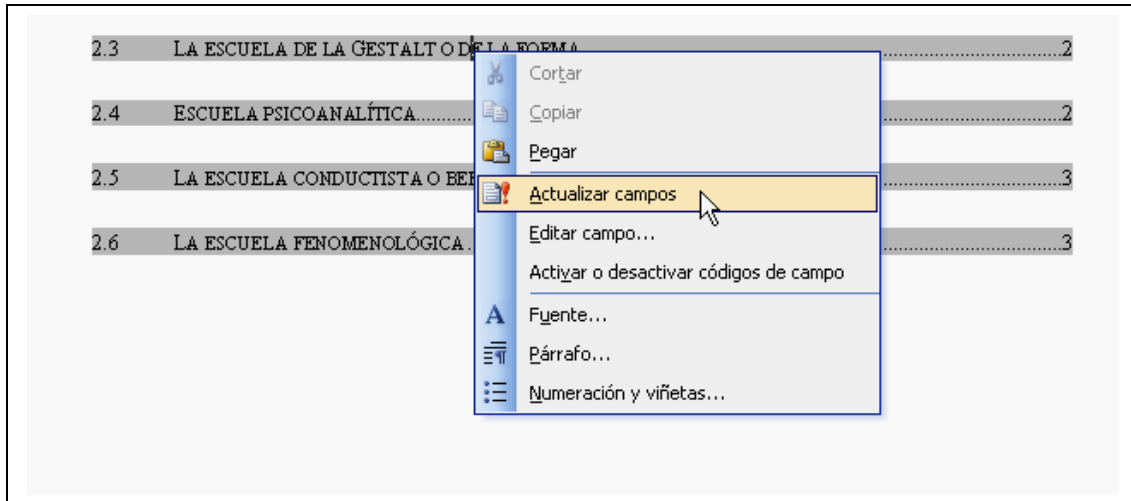 2.3 LA ESCUELA DE LA GESTALT O DE LA FORMA ..........2
Cortar
2.4 ESCUELA PSICOANALÍTICA..........2
Copiar
Pegar
2.5 LA ESCUELA CONDUCTISTA O ..........3
Actualizar campos
2.6 LA ESCUELA FENOMENOLÓGICA ..........3
Editar campo...
Activar o desactivar códigos de campo
Fuente...
Párrafo...
Numeración y viñetas...